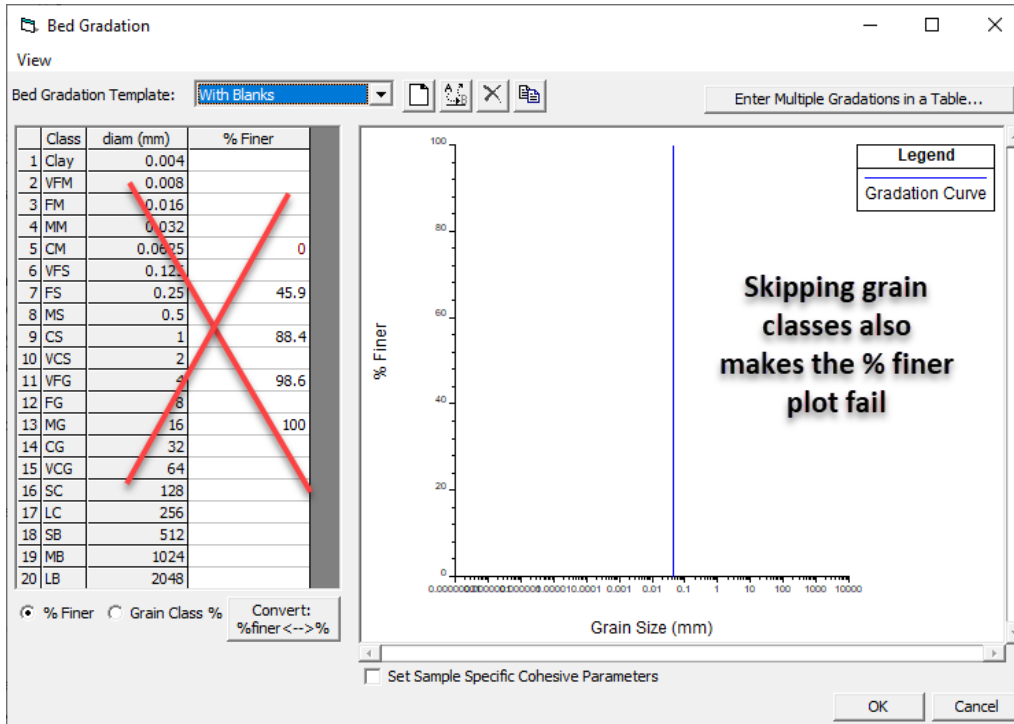 Bed Gradation
View
Bed Gradation Template: With Blanks Enter Multiple Gradations in a Table...
Class diam (mm) % Finer
1 Clay 0.004
2 VFM 0.008
3 FM 0.016
4 MM 0.032
5 CM 0.0625 0
6 VFS 0.125
7 FS 0.25 45.9
8 MS 0.5
9 CS 1 88.4
10 VCS 2
11 VFG 4 98.6
12 FG 8
13 MG 16 100
14 CG 32
15 VCG 64
16 SC 128
17 LC 256
18 SB 512
19 MB 1024
20 LB 2048
% Finer Grain Class % Convert:
%finer<-->%
Legend
Gradation Curve
Skipping grain
classes also
makes the % finer
plot fail
% Finer
100
80
60
40
20
0
0.0001 0.001 0.01 0.1 1 10 100 1000 10000
Grain Size (mm)
Set Sample Specific Cohesive Parameters
OK Cancel